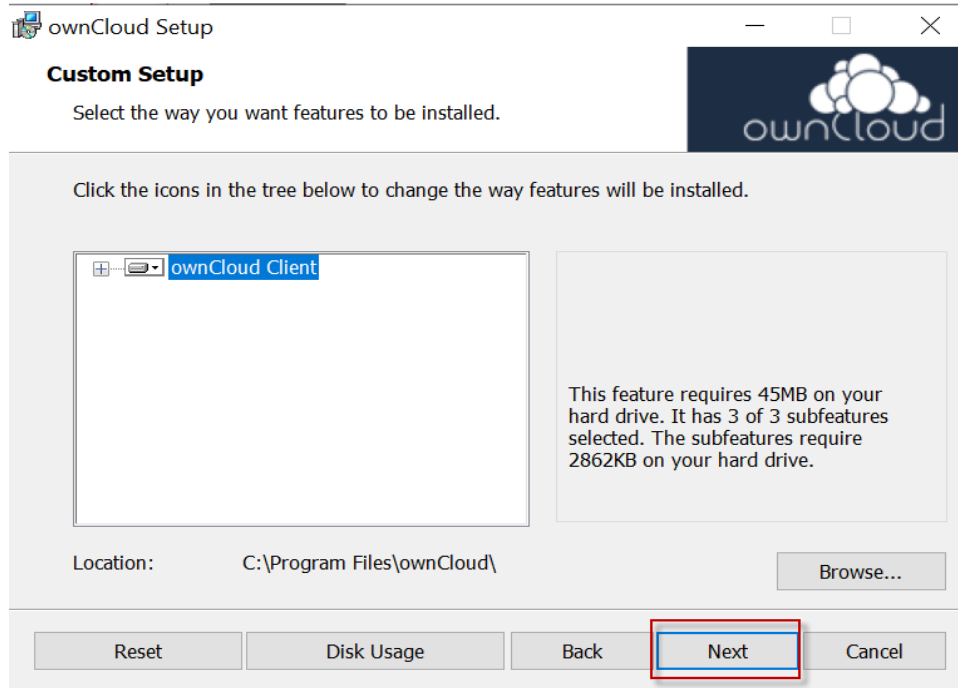 ownCloud Setup
Custom Setup
Select the way you want features to be installed.
ownCloud
Click the icons in the tree below to change the way features will be installed.
ownCloud Client
This feature requires 45MB on your
hard drive. It has 3 of 3 subfeatures
selected. The subfeatures require
2862KB on your hard drive.
Location: C:\Program Files\ownCloud\
Browse...
Reset Disk Usage Back Next Cancel